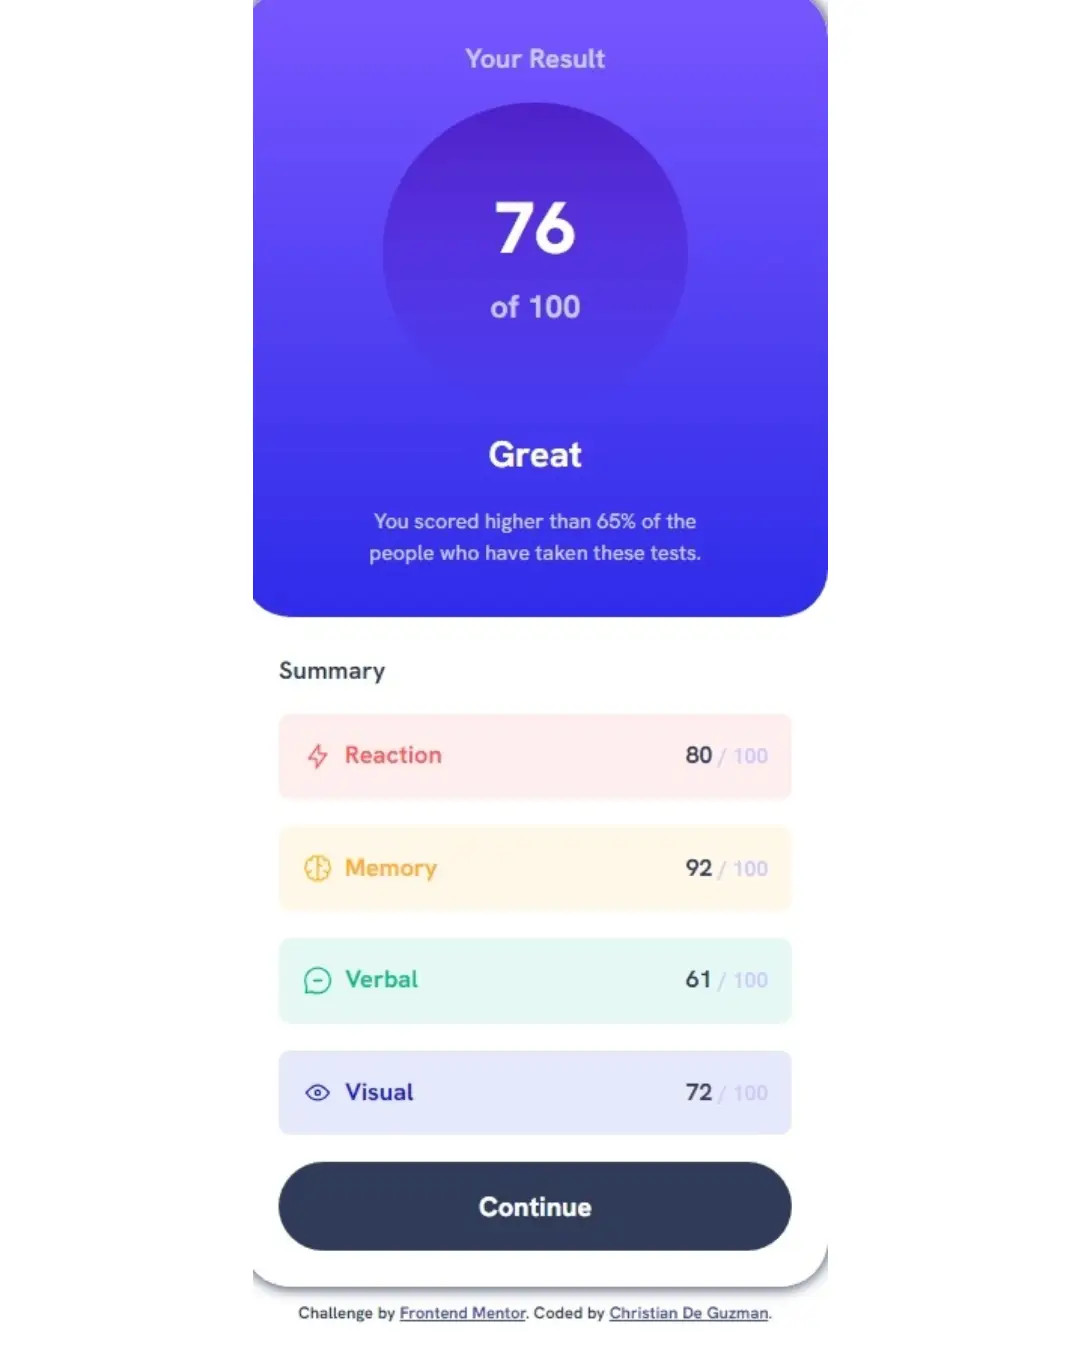 Your Result
76
of 100
Great
You scored higher than 65% of the
people who have taken these tests.
Summary
Reaction 80 / 100
Memory 92 / 100
Verbal 61 / 100
Visual 72 / 100
Continue
Challenge by Frontend Mentor. Coded by Christian De Guzman.